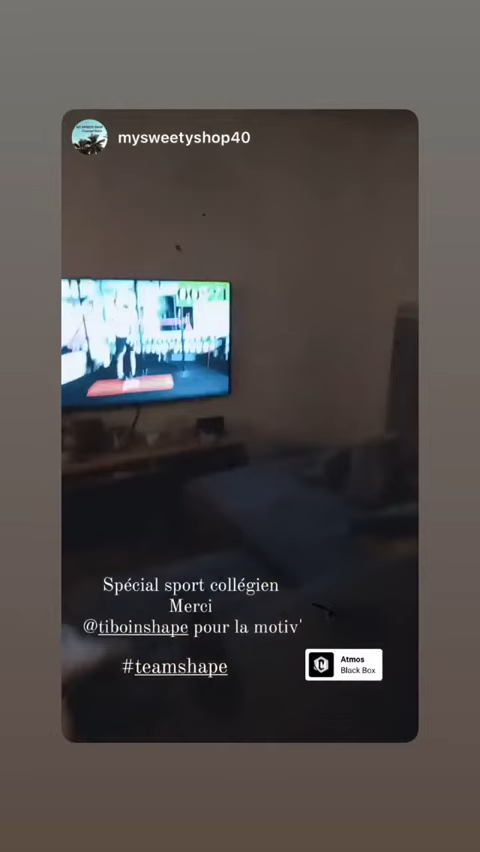 mysweetyshop40
Spécial sport collégien
Merci
@tiboinshape pour la motiv'
#teamshape
Atmos
Black Box